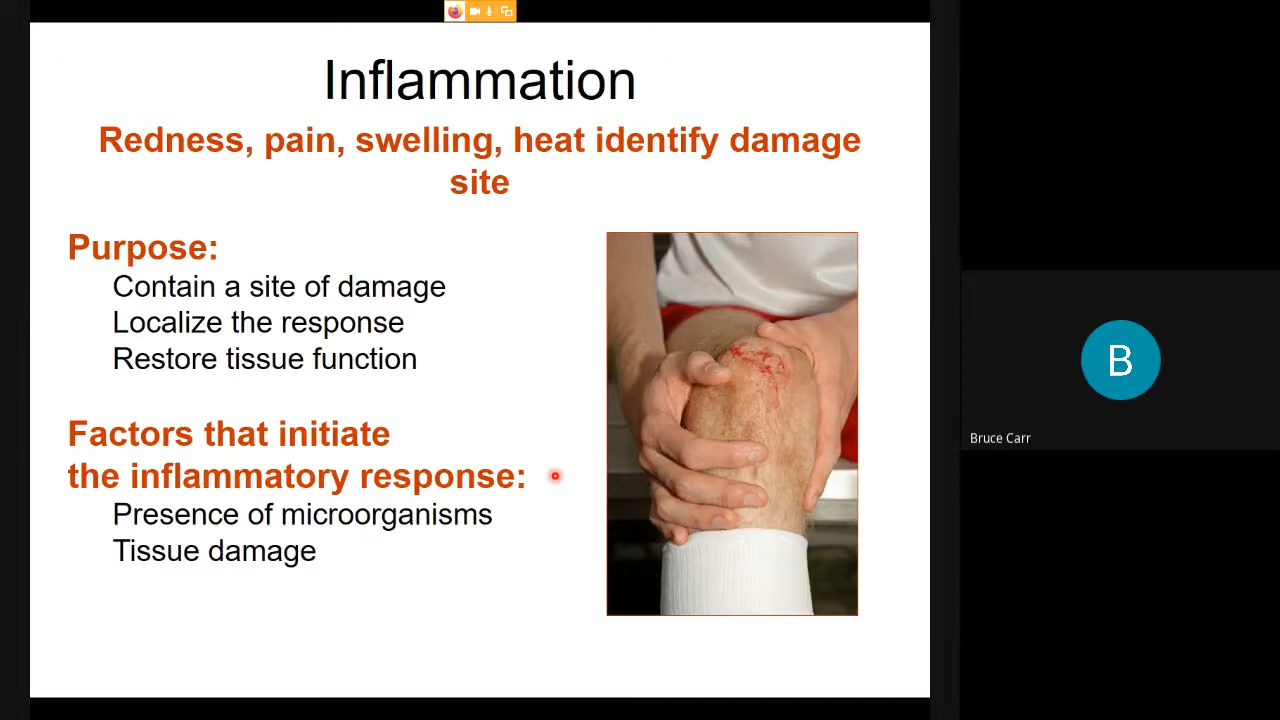 Inflammation
Redness, pain, swelling, heat identify damage
site
Purpose:
Contain a site of damage
Localize the response
Restore tissue function
Factors that initiate
the inflammatory response:
Presence of microorganisms
Tissue damage
B
Bruce Carr